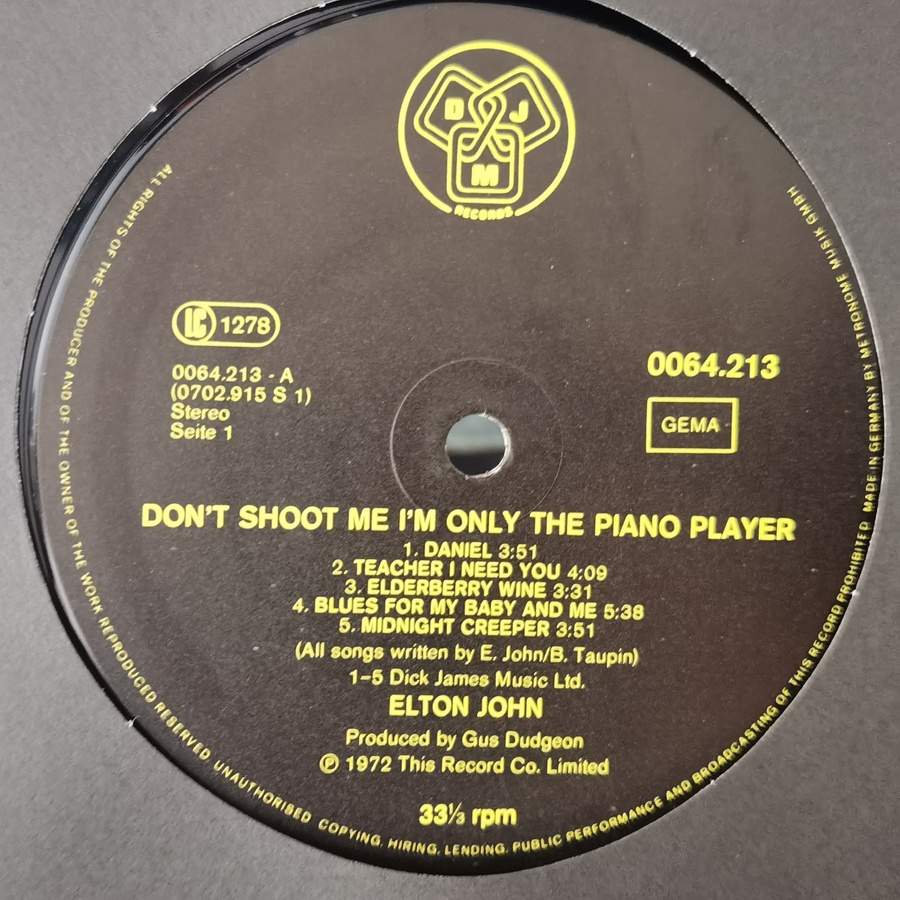 D J
M
RECORDS
LC 1278
0064.213 - A
(0702.915 S 1)
Stereo
Seite 1
0064.213
GEMA
DON'T SHOOT ME I'M ONLY THE PIANO PLAYER
1. DANIEL 3:51
2. TEACHER I NEED YOU 4:09
3. ELDERBERRY WINE 3:31
4. BLUES FOR MY BABY AND ME 5:38
5. MIDNIGHT CREEPER 3:51
(All songs written by E. John/B. Taupin)
1–5 Dick James Music Ltd.
ELTON JOHN
Produced by Gus Dudgeon
℗ 1972 This Record Co. Limited
33⅓ rpm
ALL RIGHTS OF THE PRODUCER AND OF THE OWNER OF THE WORK REPRODUCED RESERVED UNAUTHORISED COPYING, HIRING, LENDING, PUBLIC PERFORMANCE AND BROADCASTING OF THIS RECORD PROHIBITED MADE IN GERMANY BY METRONOME MUSIK GMBH